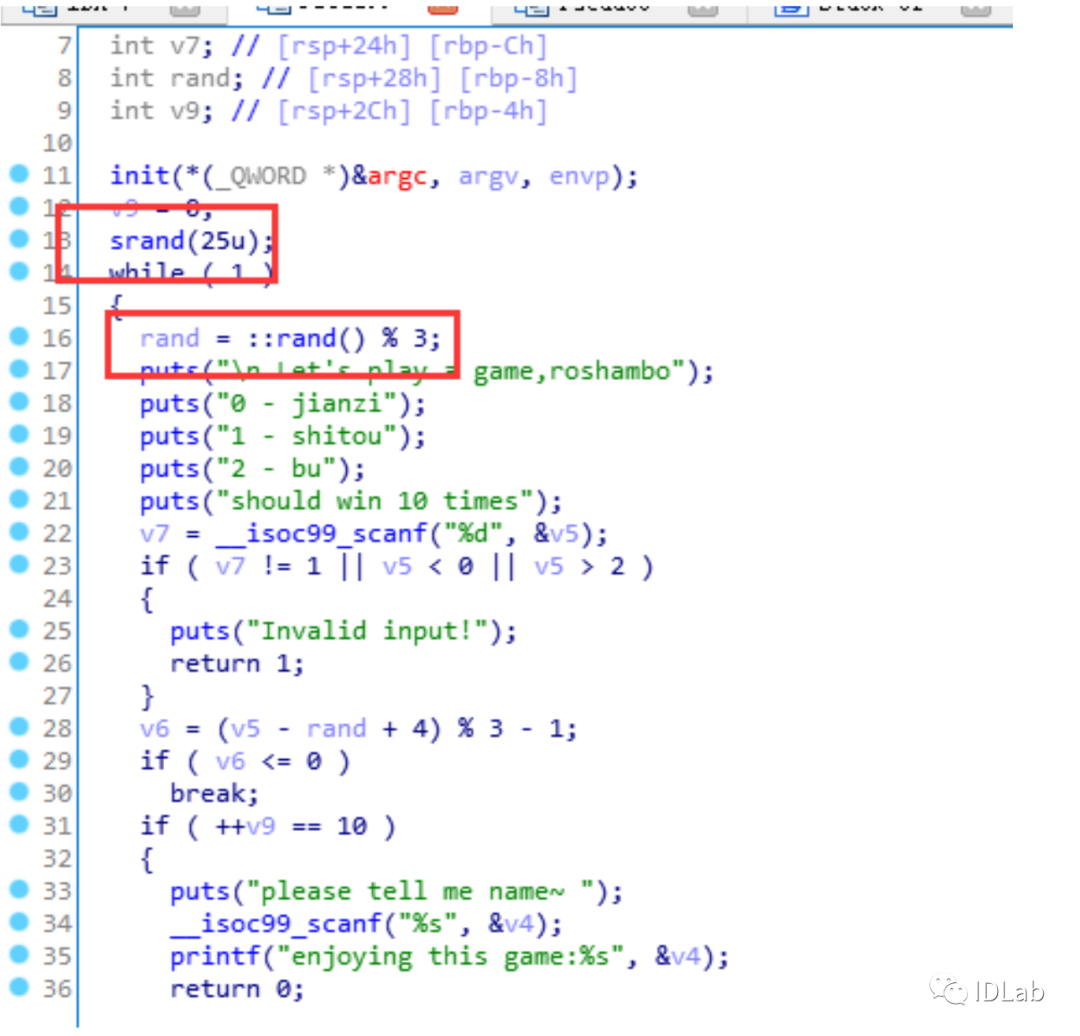 7 int v7; // [rsp+24h] [rbp-Ch]
8 int rand; // [rsp+28h] [rbp-8h]
9 int v9; // [rsp+2Ch] [rbp-4h]
10
11 init(*(_QWORD *)&argc, argv, envp);
12 v9 = 0;
13 srand(25u);
14 while ( 1 )
15 {
16 rand = ::rand() % 3;
17 puts("\n Let's play a game,roshambo");
18 puts("0 - jianzi");
19 puts("1 - shitou");
20 puts("2 - bu");
21 puts("should win 10 times");
22 v7 = __isoc99_scanf("%d", &v5);
23 if ( v7 != 1 || v5 < 0 || v5 > 2 )
24 {
25 puts("Invalid input!");
26 return 1;
27 }
28 v6 = (v5 - rand + 4) % 3 - 1;
29 if ( v6 <= 0 )
30 break;
31 if ( ++v9 == 10 )
32 {
33 puts("please tell me name~ ");
34 __isoc99_scanf("%s", &v4);
35 printf("enjoying this game:%s", &v4);
36 return 0;
IDLab